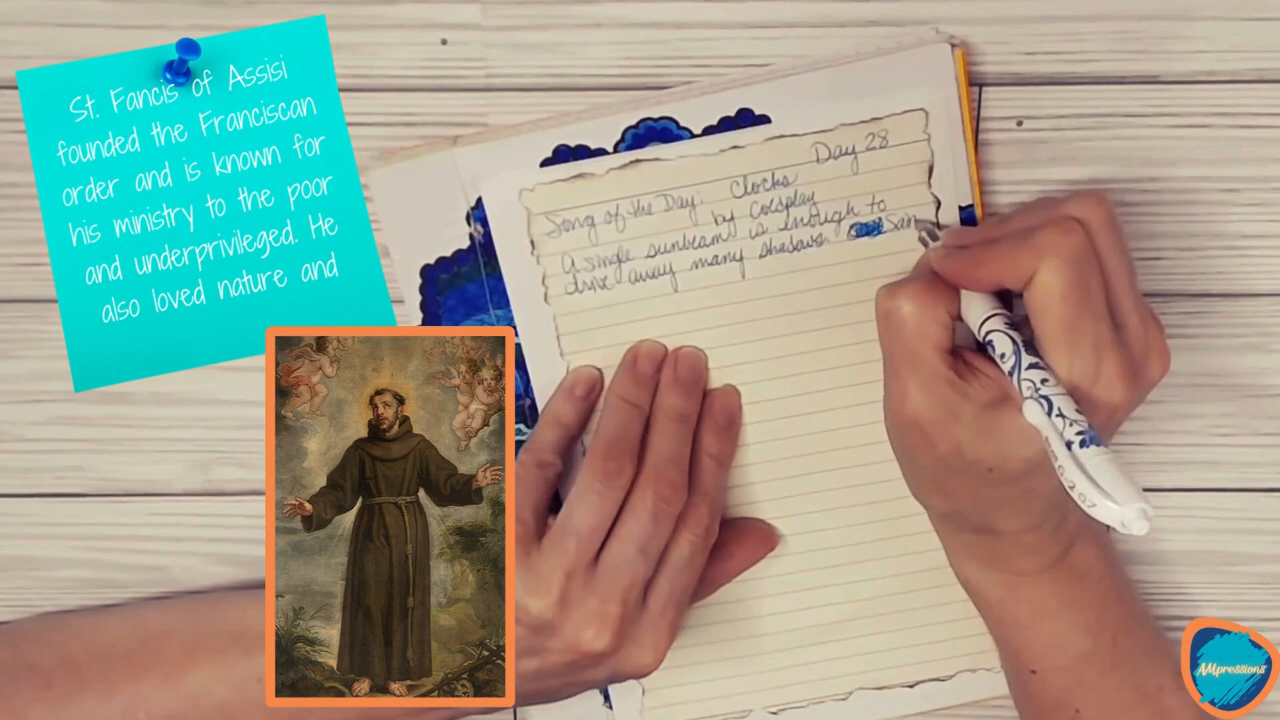 St. Fancis of Assisi
founded the Franciscan
order and is known for
his ministry to the poor
and underprivileged. He
also loved nature and
Day 28
Song of the Day: Clocks
by Coldplay
A single sunbeam is enough to
drive away many shadows. Sain
AMpressions